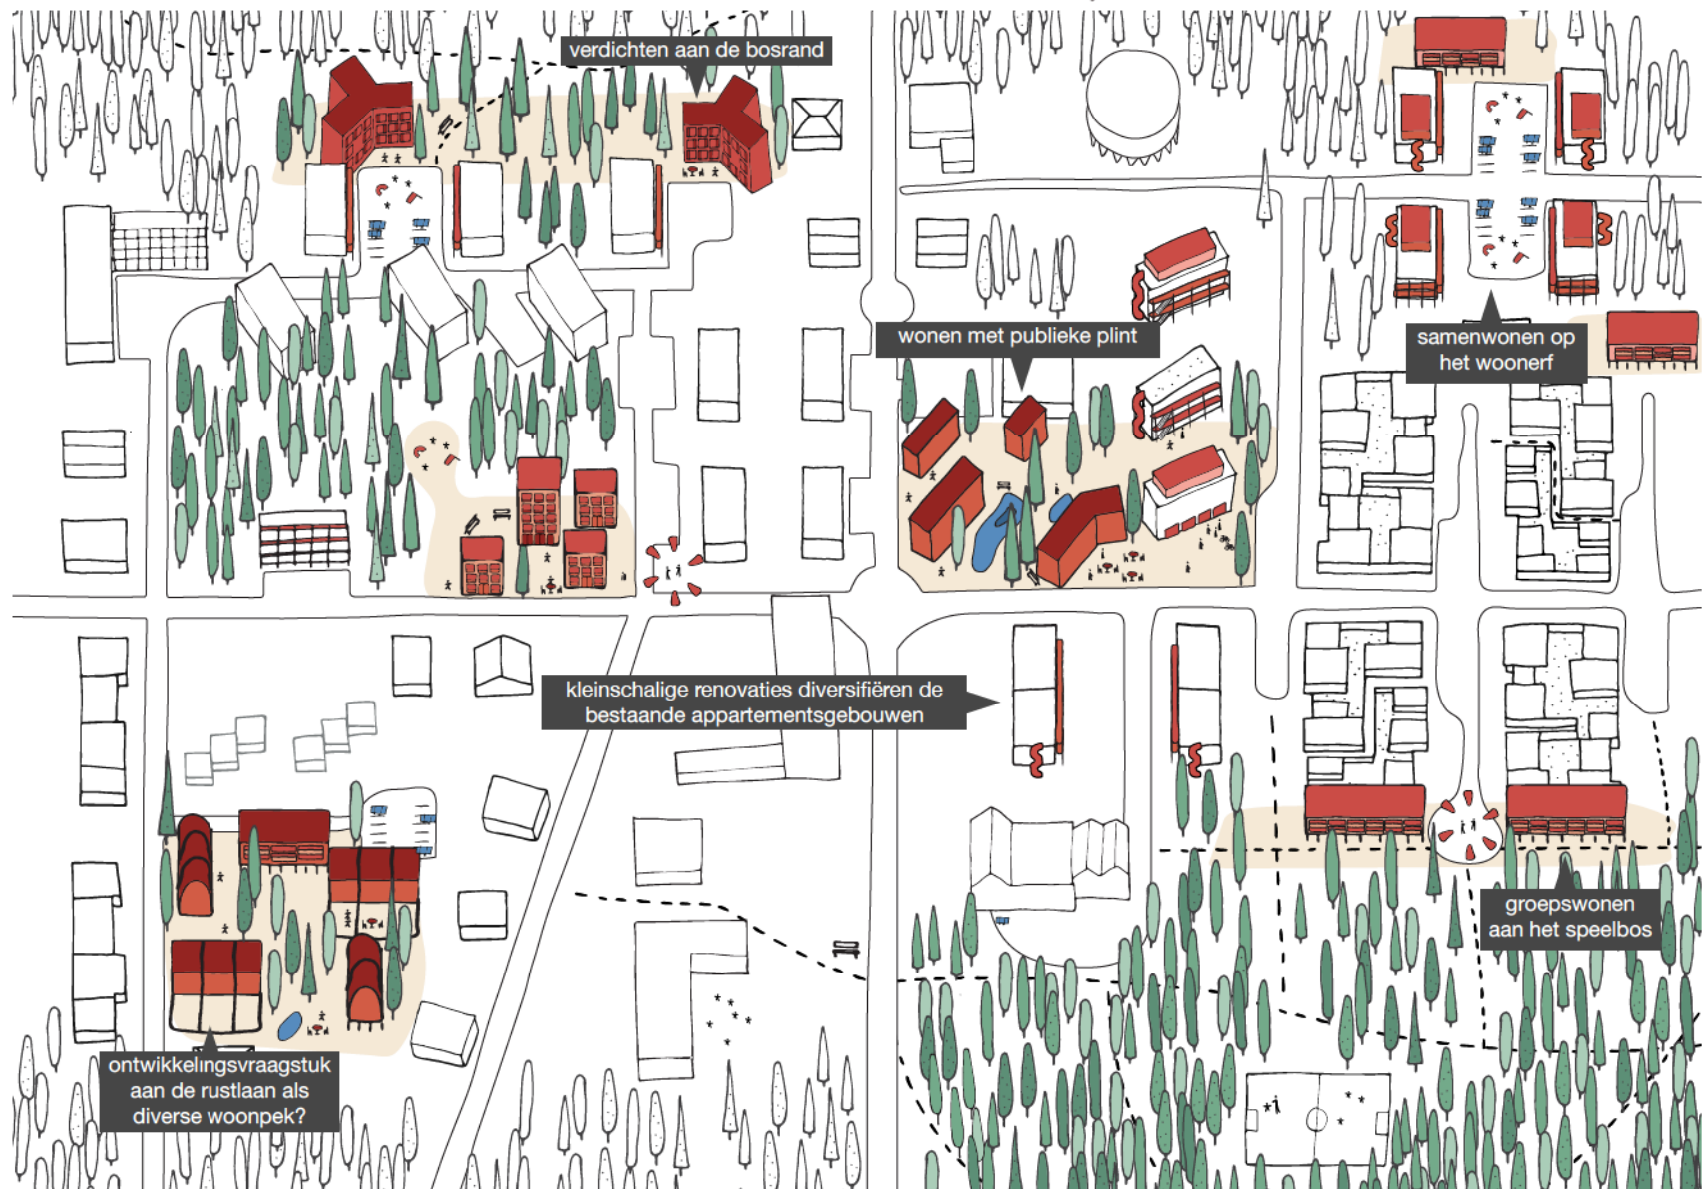 verdichten aan de bosrand
wonen met publieke plint
samenwonen op
het woonerf
kleinschalige renovaties diversifiëren de
bestaande appartementsgebouwen
groepswonen
aan het speelbos
ontwikkelingsvraagstuk
aan de rustlaan als
diverse woonpek?